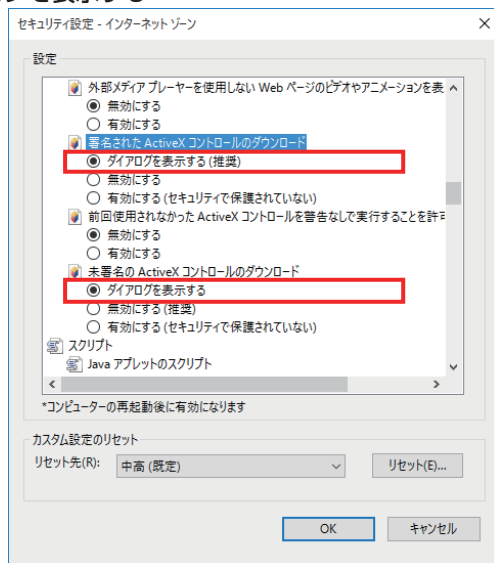 を表示する
セキュリティ設定 - インターネット ゾーン
設定
外部メディア プレーヤーを使用しない Web ページのビデオやアニメーションを表
無効にする
有効にする
署名された ActiveX コントロールのダウンロード
ダイアログを表示する (推奨)
無効にする
有効にする (セキュリティで保護されていない)
前回使用されなかった ActiveX コントロールを警告なしで実行することを許可
無効にする
有効にする
未署名の ActiveX コントロールのダウンロード
ダイアログを表示する
無効にする (推奨)
有効にする (セキュリティで保護されていない)
スクリプト
Java アプレットのスクリプト
*コンピューターの再起動後に有効になります
カスタム設定のリセット
リセット先(R):
中高 (既定)
リセット(E)...
OK
キャンセル